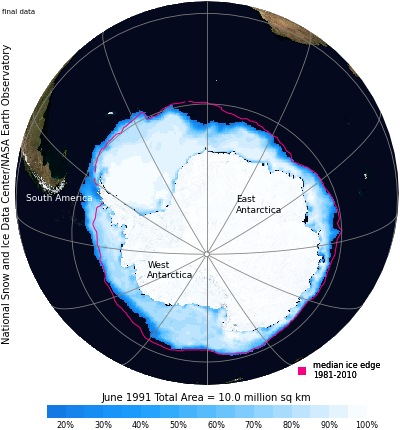 final data
National Snow and Ice Data Center/NASA Earth Observatory
South America
East
Antarctica
West
Antarctica
median ice edge
1981-2010
June 1991 Total Area = 10.0 million sq km
20% 30% 40% 50% 60% 70% 80% 90% 100%